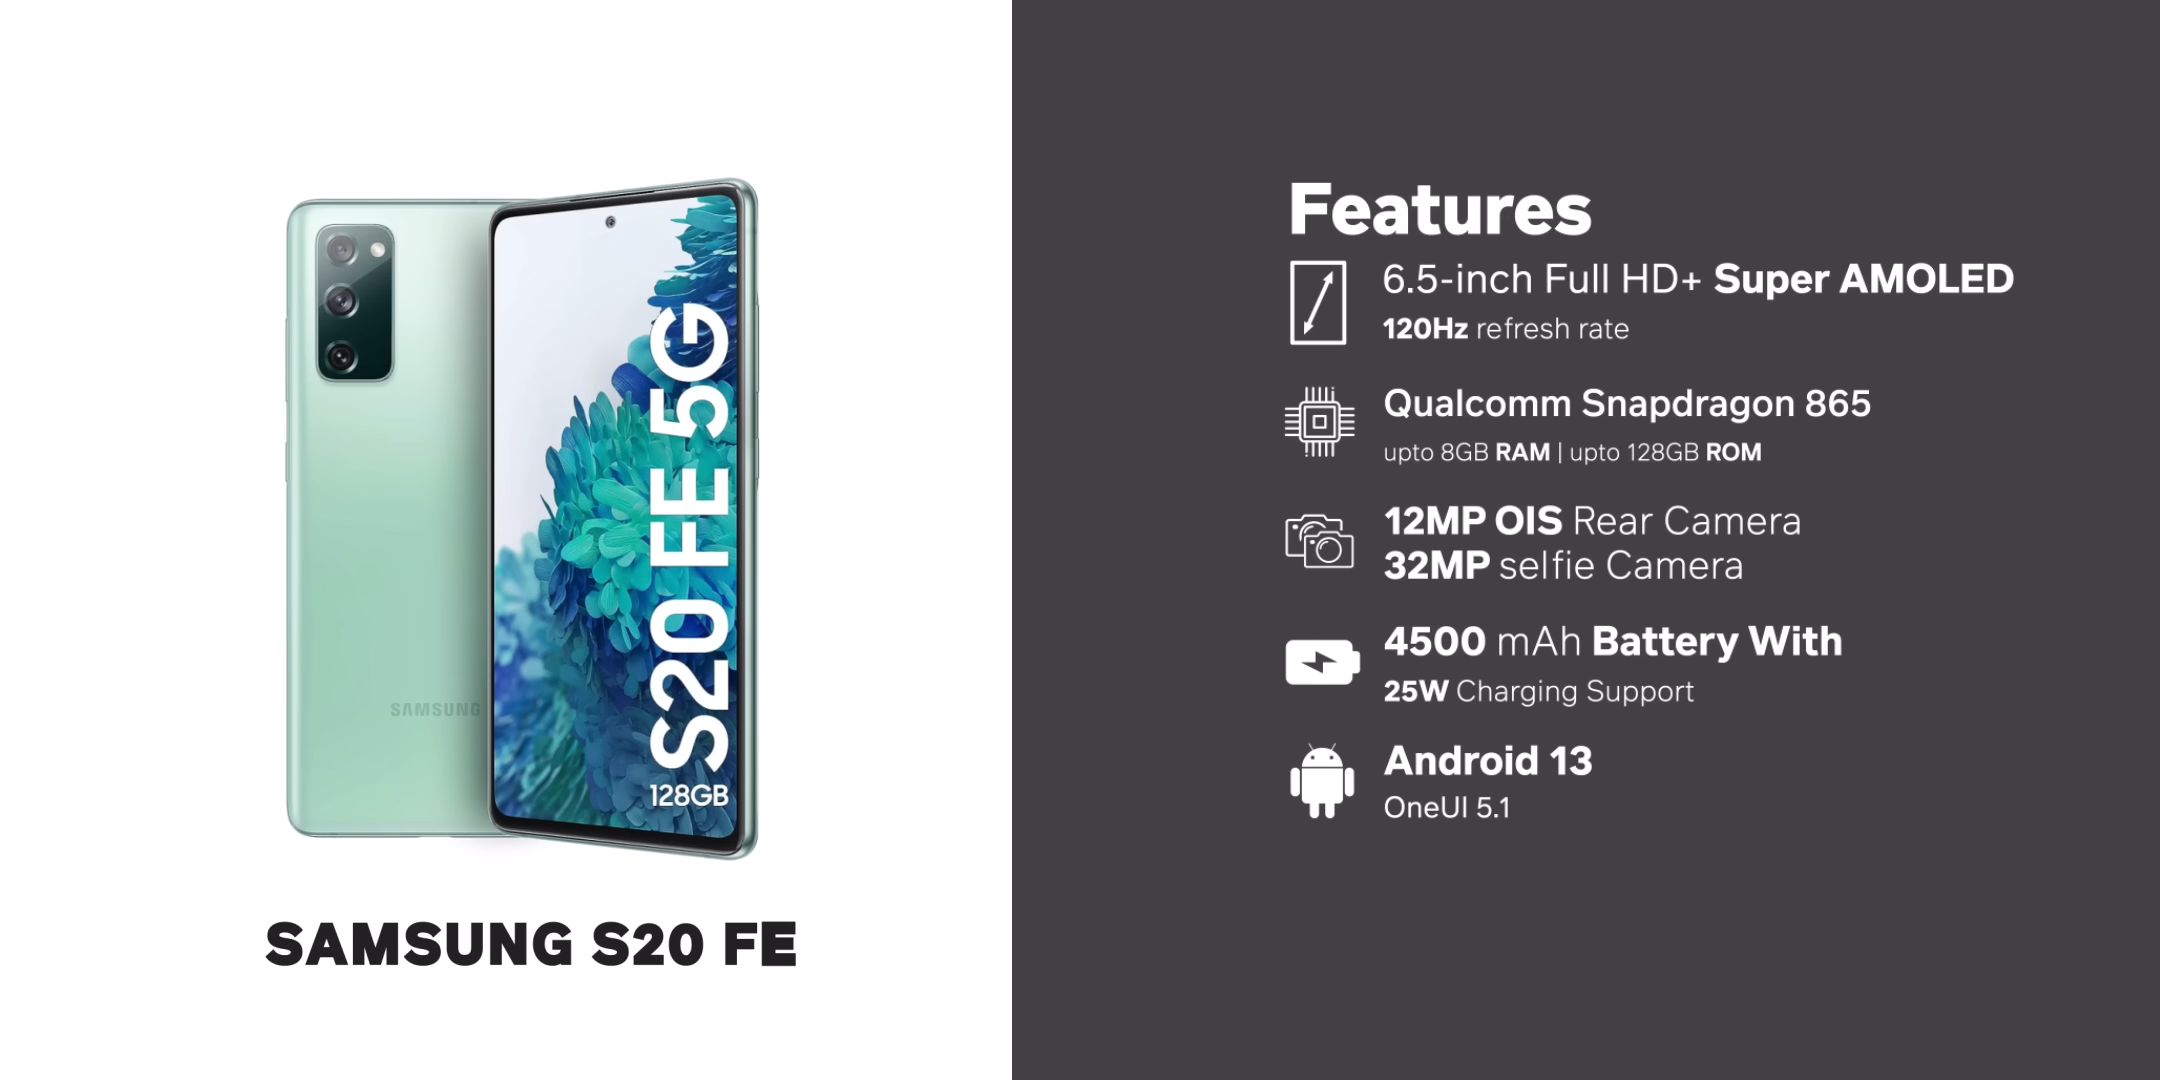 SAMSUNG
S20 FE 5G
128GB
SAMSUNG S20 FE
Features
6.5-inch Full HD+ Super AMOLED
120Hz refresh rate
Qualcomm Snapdragon 865
upto 8GB RAM | upto 128GB ROM
12MP OIS Rear Camera
32MP selfie Camera
4500 mAh Battery With
25W Charging Support
Android 13
OneUI 5.1